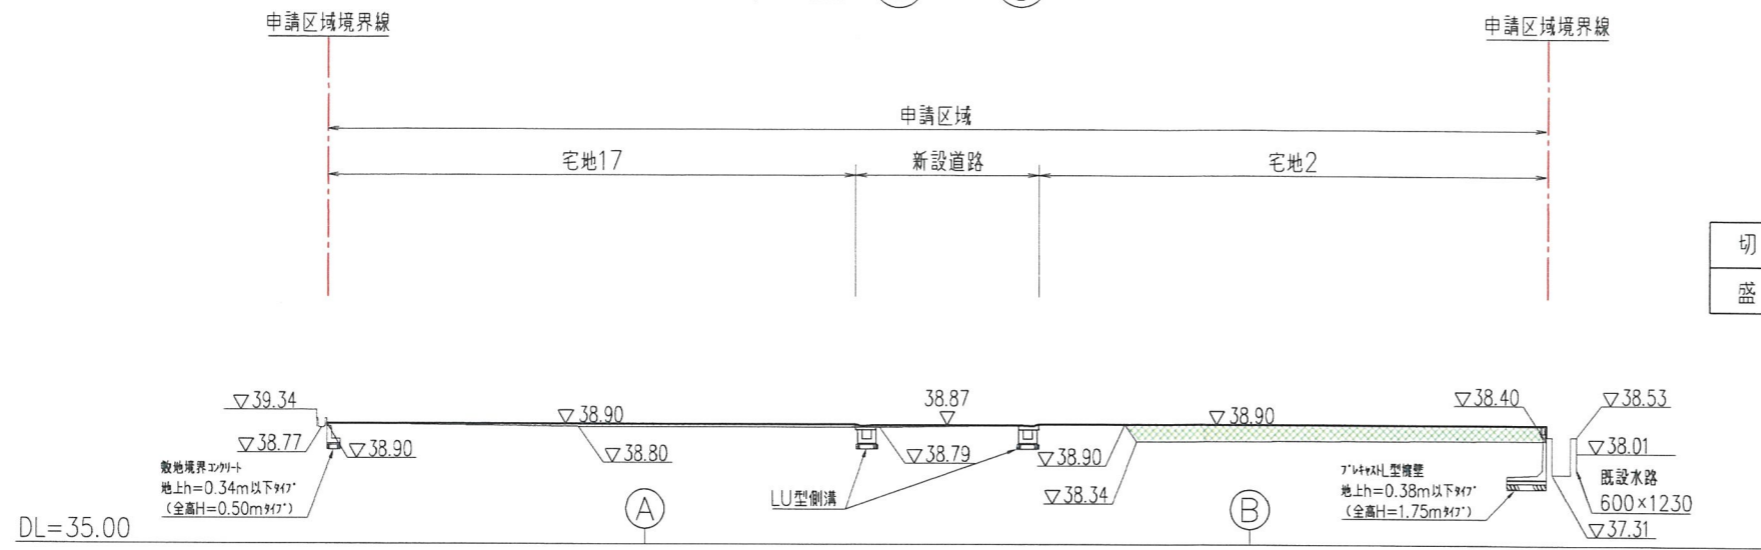 申請区域境界線
申請区域境界線
申請区域
宅地17
新設道路
宅地2
切
盛
▽39.34
▽38.90
38.87
▽
▽38.90
▽38.40
▽38.53
▽38.77
▽38.90
▽38.80
▽38.79
▽38.90
▽38.01
敷地境界コンクリート
地上h=0.34m以下タイプ
(全高H=0.50mタイプ)
LU型側溝
▽38.34
プレキャストL型擁壁
地上h=0.38m以下タイプ
(全高H=1.75mタイプ)
既設水路
600×1230
▽37.31
A
B
DL=35.00